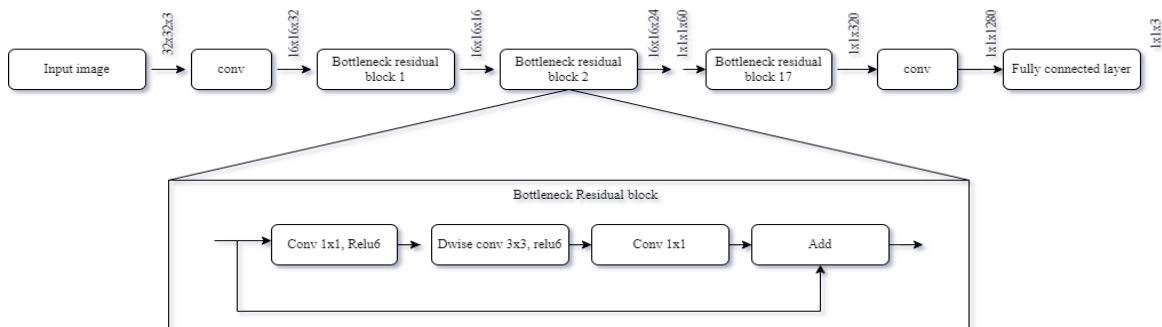 32x32x3
16x16x32
16x16x16
16x16x24
1x1x1x60
1x1x320
1x1x1280
1x1x3
Input image
conv
Bottleneck residual
block 1
Bottleneck residual
block 2
Bottleneck residual
block 17
conv
Fully connected layer
Bottleneck Residual block
Conv 1x1, Relu6
Dwise conv 3x3, relu6
Conv 1x1
Add